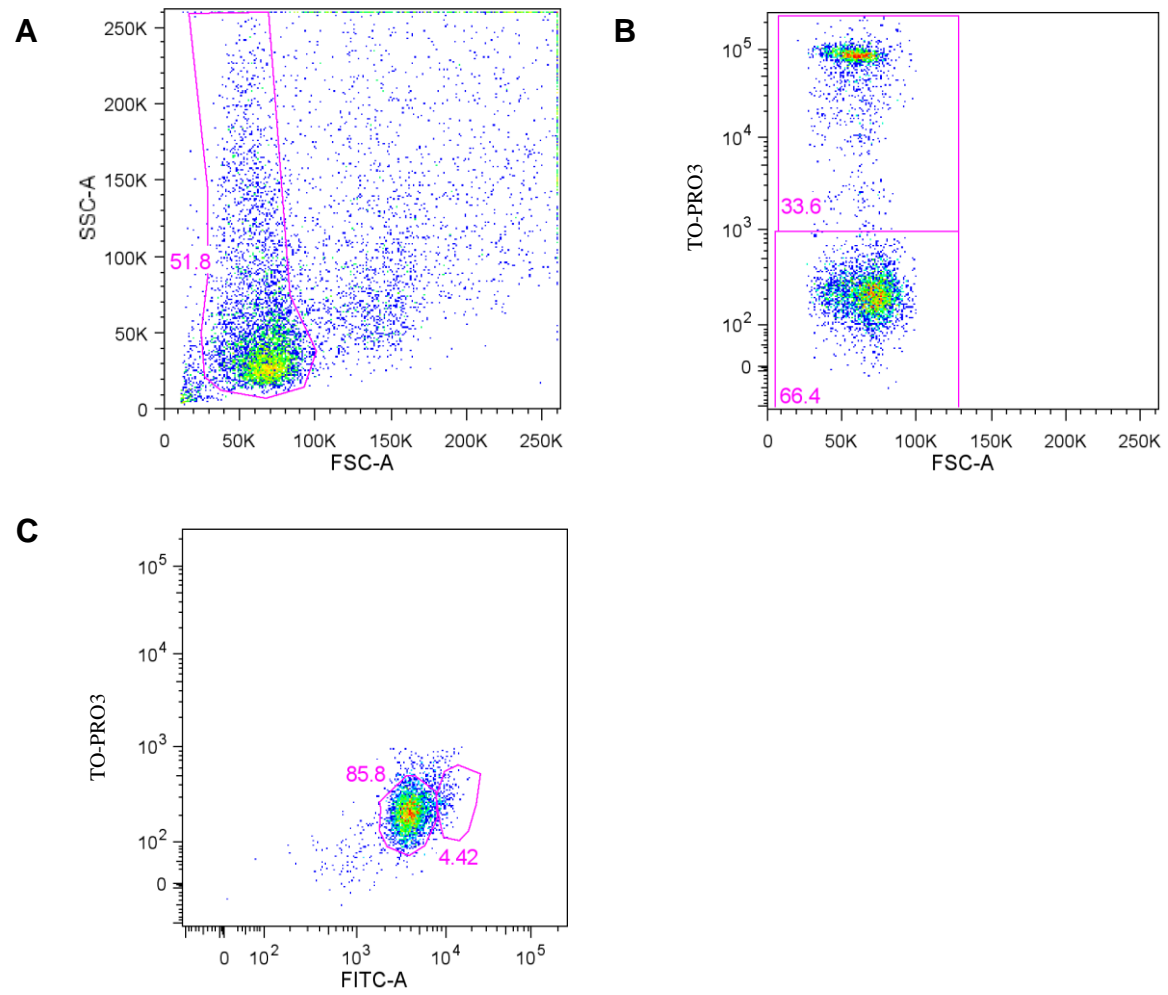 A
250K
200K
150K
100K
50K
0
SSC-A
51.8
0 50K 100K 150K 200K 250K
FSC-A
B
10^5
10^4
10^3
10^2
0
TO-PRO3
33.6
66.4
0 50K 100K 150K 200K 250K
FSC-A
C
10^5
10^4
10^3
10^2
0
TO-PRO3
85.8
4.42
0 10^2 10^3 10^4 10^5
FITC-A